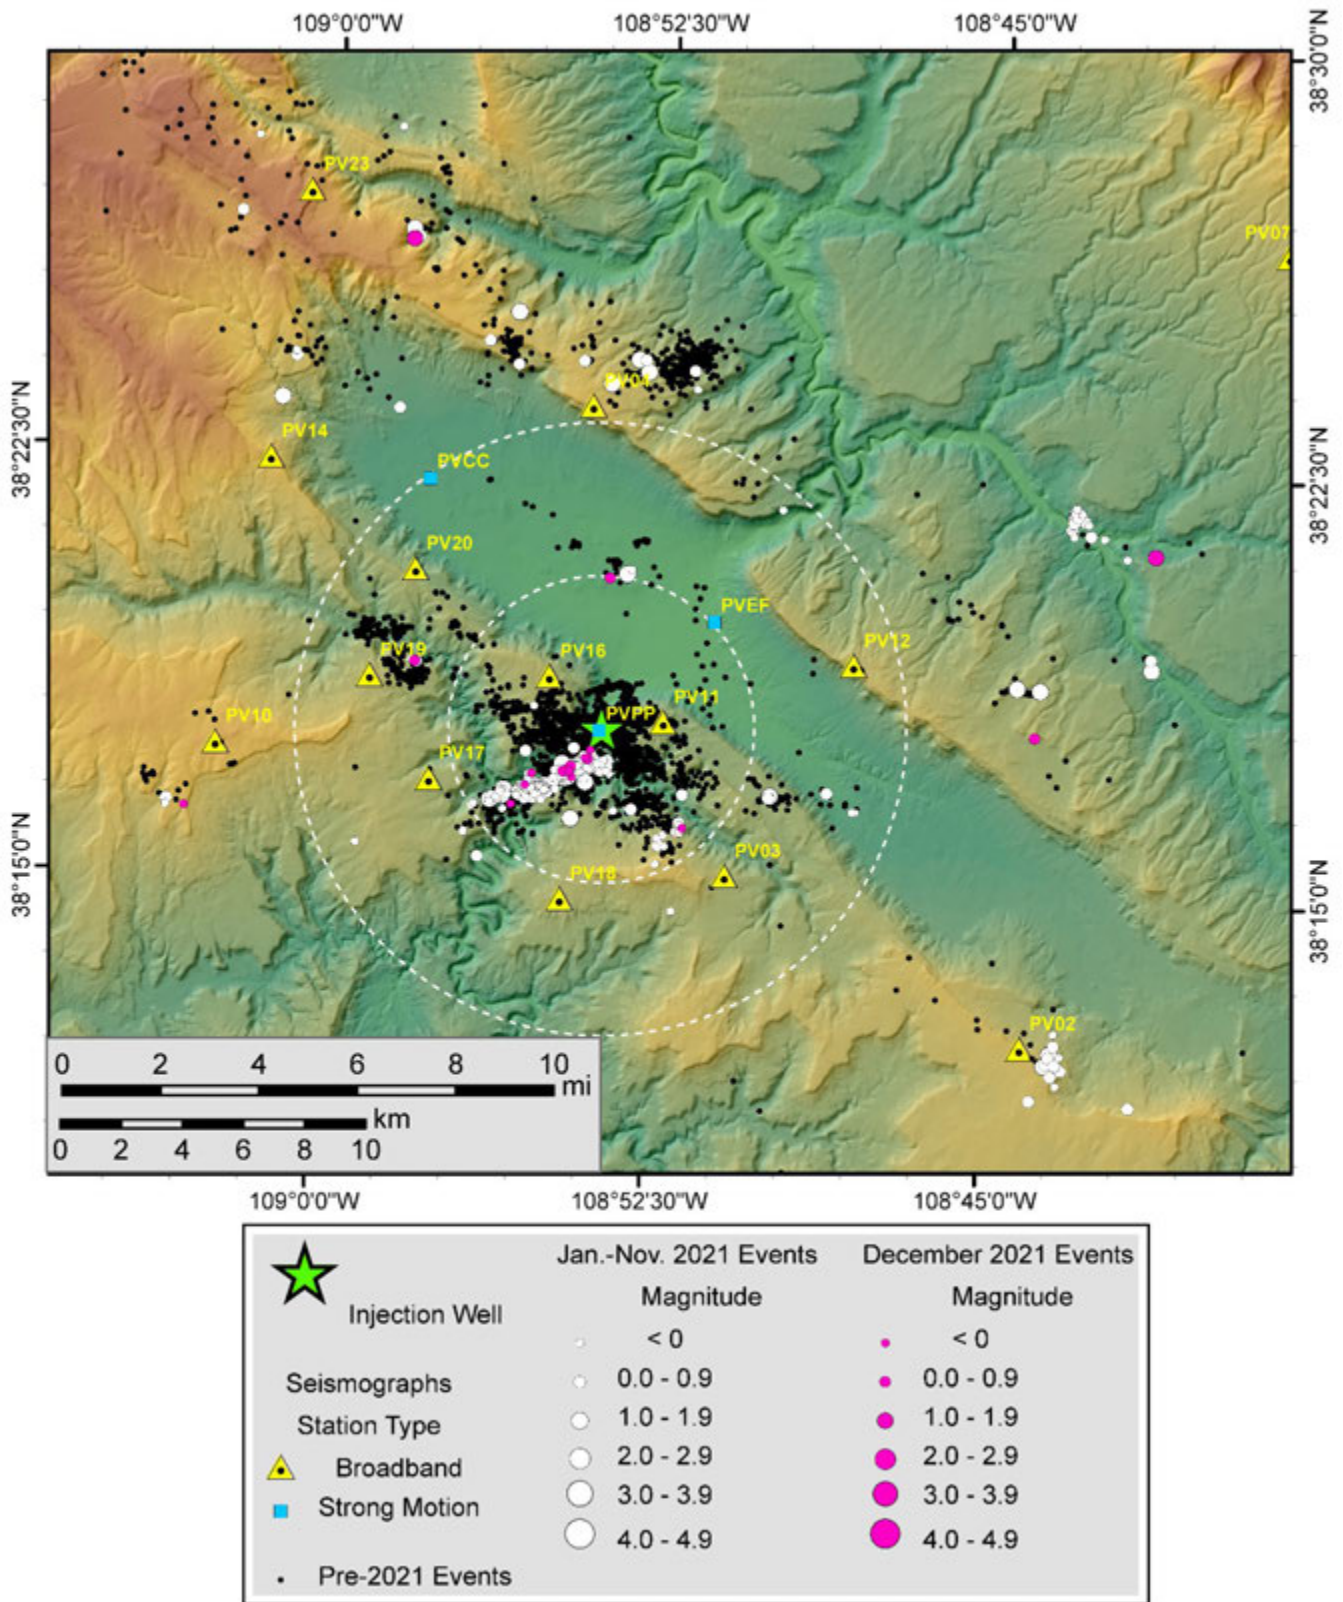 109°0'0"W 108°52'30"W 108°45'0"W
38°30'0"N
PV23
PV07
PV04
38°22'30"N
PV14
PVCC
38°22'30"N
PV20
PVEF
PV16
PV12
PV19
PV11
PVPP
PV10
PV17
PV03
38°15'0"N
PV18
38°15'0"N
PV02
0 2 4 6 8 10
mi
km
0 2 4 6 8 10
109°0'0"W 108°52'30"W 108°45'0"W
Injection Well
Seismographs
Station Type
Broadband
Strong Motion
Pre-2021 Events
Jan.-Nov. 2021 Events
Magnitude
< 0
0.0 - 0.9
1.0 - 1.9
2.0 - 2.9
3.0 - 3.9
4.0 - 4.9
December 2021 Events
Magnitude
< 0
0.0 - 0.9
1.0 - 1.9
2.0 - 2.9
3.0 - 3.9
4.0 - 4.9